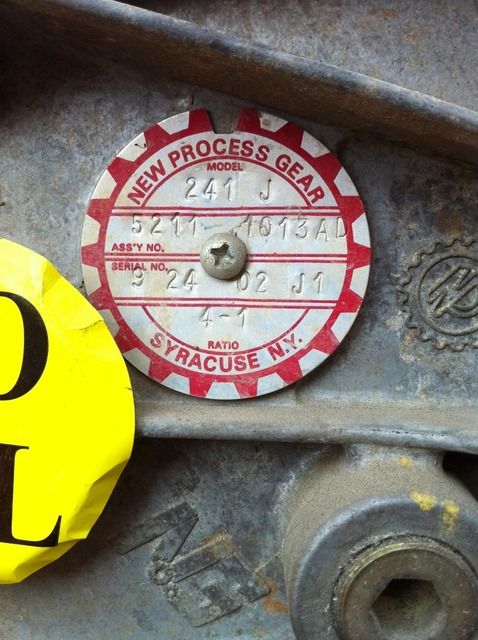 NEW PROCESS GEAR
MODEL
241 J
5211 1013AD
ASS'Y NO.
SERIAL NO.
9 24 02 J1
4-1
RATIO
SYRACUSE N.Y.
O
L
NP